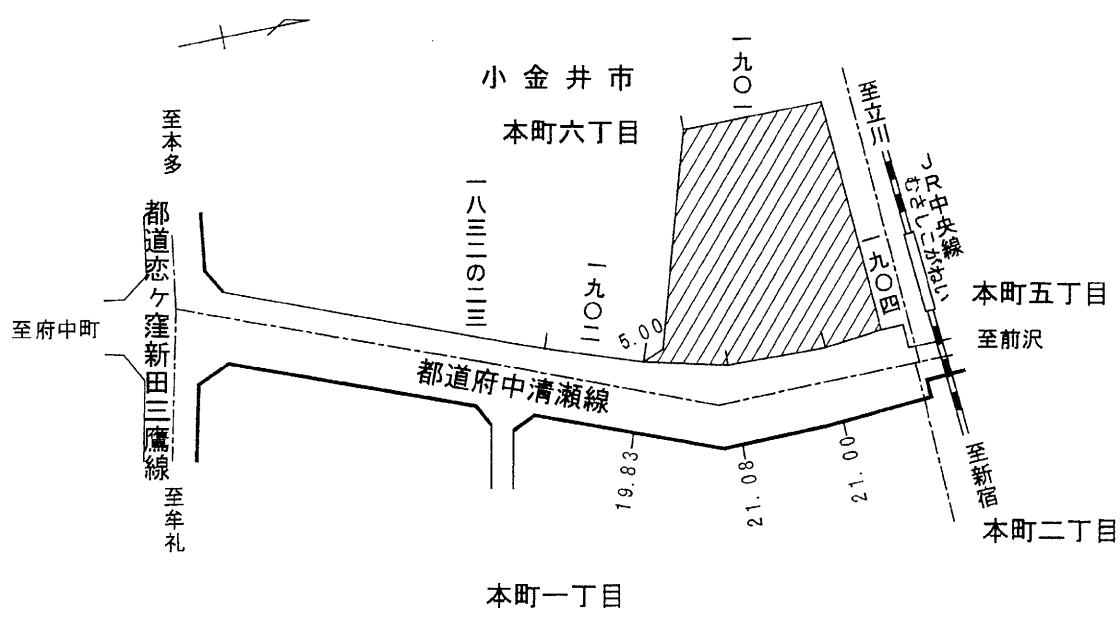 小金井市
本町六丁目
一九〇一
至立川
JR中央線
むさしこがねい
一九〇四
本町五丁目
至前沢
至本多
都道恋ヶ窪新田三鷹線
至府中町
至牟礼
一八三二の二三
一九〇二
5.00
都道府中清瀬線
19.83
21.08
21.00
至新宿
本町二丁目
本町一丁目